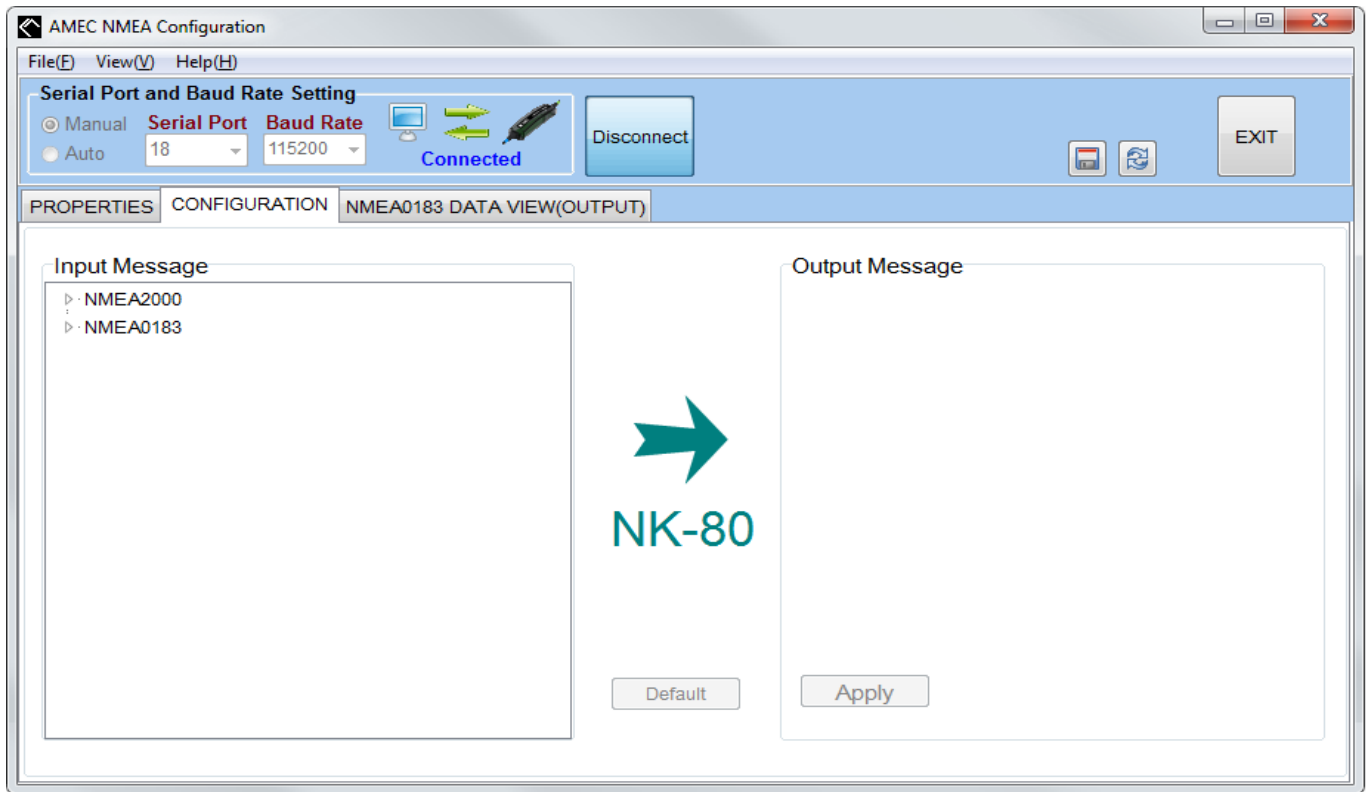 AMEC NMEA Configuration
File(F) View(V) Help(H)
Serial Port and Baud Rate Setting
Manual Serial Port Baud Rate
Auto 18 115200
Connected
Disconnect
EXIT
PROPERTIES CONFIGURATION NMEA0183 DATA VIEW(OUTPUT)
Input Message
NMEA2000
NMEA0183
NK-80
Default
Output Message
Apply